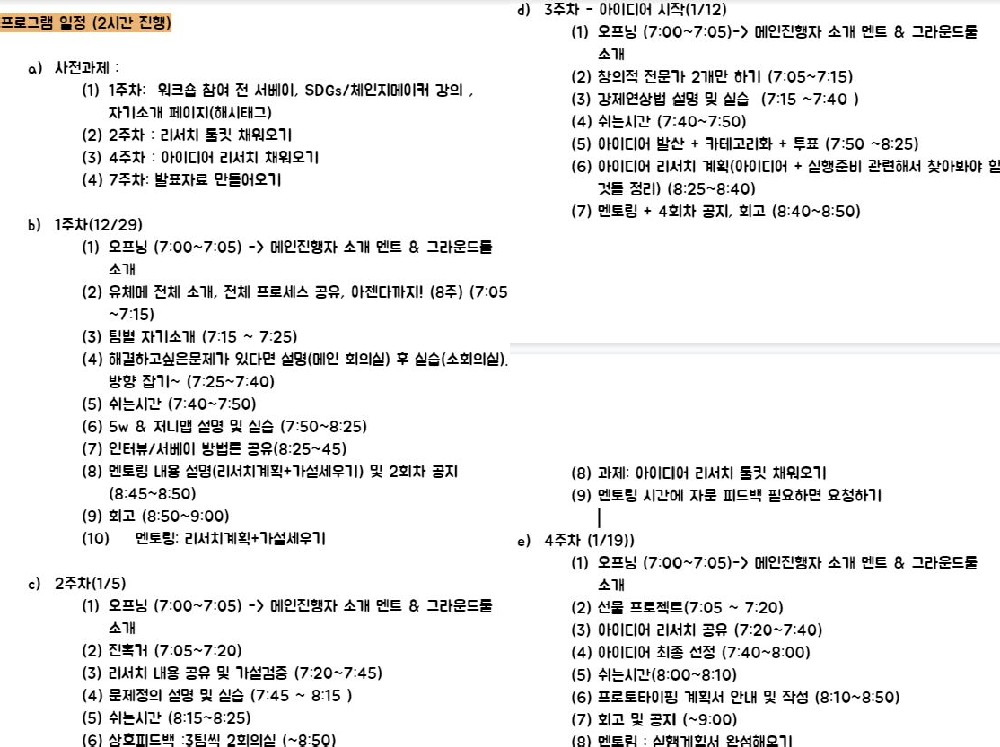 프로그램 일정 (2시간 진행)
a) 사전과제 :
(1) 1주차: 워크숍 참여 전 서베이, SDGs/체인지메이커 강의 ,
자기소개 페이지(해시태그)
(2) 2주차 : 리서치 툴킷 채워오기
(3) 4주차 : 아이디어 리서치 채워오기
(4) 7주차: 발표자료 만들어오기
b) 1주차(12/29)
(1) 오프닝 (7:00~7:05) -> 메인진행자 소개 멘트 & 그라운드룰
소개
(2) 유체메 전체 소개, 전체 프로세스 공유, 아젠다까지! (8주) (7:05
~7:15)
(3) 팀별 자기소개 (7:15 ~ 7:25)
(4) 해결하고싶은문제가 있다면 설명(메인 회의실) 후 실습(소회의실),
방향 잡기~ (7:25~7:40)
(5) 쉬는시간 (7:40~7:50)
(6) 5w & 저니맵 설명 및 실습 (7:50~8:25)
(7) 인터뷰/서베이 방법론 공유(8:25~45)
(8) 멘토링 내용 설명(리서치계획+가설세우기) 및 2회차 공지
(8:45~8:50)
(9) 회고 (8:50~9:00)
(10) 멘토링: 리서치계획+가설세우기
c) 2주차(1/5)
(1) 오프닝 (7:00~7:05) -> 메인진행자 소개 멘트 & 그라운드룰
소개
(2) 진혹거 (7:05~7:20)
(3) 리서치 내용 공유 및 가설검증 (7:20~7:45)
(4) 문제정의 설명 및 실습 (7:45 ~ 8:15 )
(5) 쉬는시간 (8:15~8:25)
(6) 상호피드백 :3팀씩 2회의실 (~8:50)
d) 3주차 - 아이디어 시작(1/12)
(1) 오프닝 (7:00~7:05)-> 메인진행자 소개 멘트 & 그라운드룰
소개
(2) 창의적 전문가 2개만 하기 (7:05~7:15)
(3) 강제연상법 설명 및 실습 (7:15 ~7:40 )
(4) 쉬는시간 (7:40~7:50)
(5) 아이디어 발산 + 카테고리화 + 투표 (7:50 ~8:25)
(6) 아이디어 리서치 계획(아이디어 + 실행준비 관련해서 찾아봐야 할
것들 정리) (8:25~8:40)
(7) 멘토링 + 4회차 공지, 회고 (8:40~8:50)
(8) 과제: 아이디어 리서치 툴킷 채워오기
(9) 멘토링 시간에 자문 피드백 필요하면 요청하기
e) 4주차 (1/19))
(1) 오프닝 (7:00~7:05)-> 메인진행자 소개 멘트 & 그라운드룰
소개
(2) 선물 프로젝트(7:05 ~ 7:20)
(3) 아이디어 리서치 공유 (7:20~7:40)
(4) 아이디어 최종 선정 (7:40~8:00)
(5) 쉬는시간(8:00~8:10)
(6) 프로토타이핑 계획서 안내 및 작성 (8:10~8:50)
(7) 회고 및 공지 (~9:00)
(8) 멘토링 : 실행계획서 완성해오기